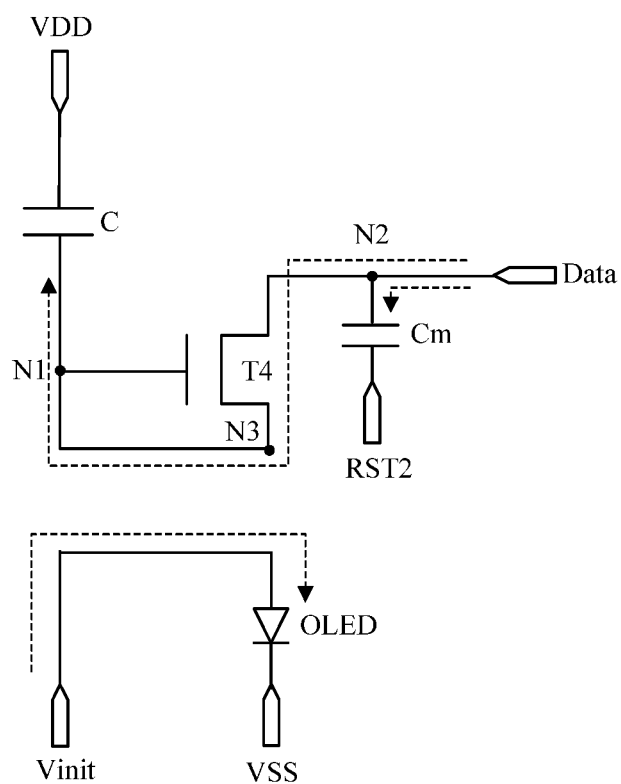 VDD
C
N2
Data
Cm
N1
T4
N3
RST2
OLED
Vinit
VSS